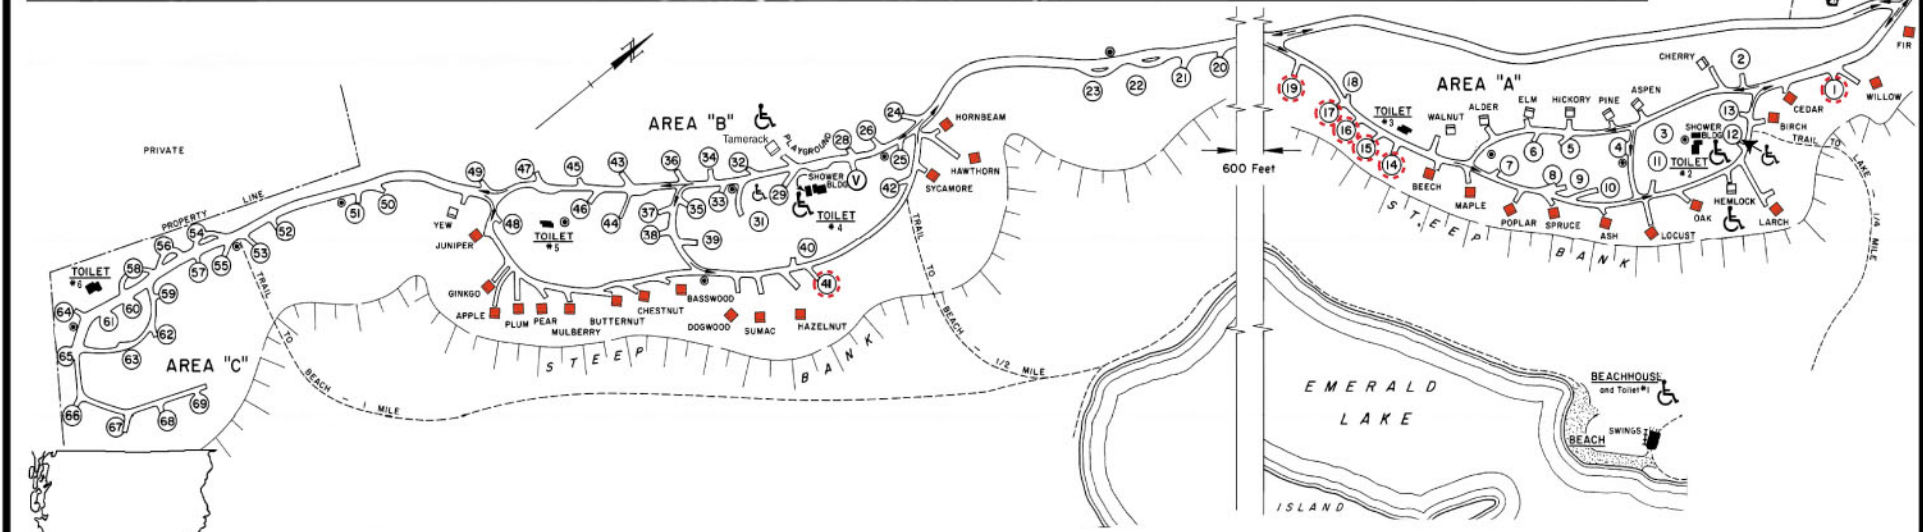 N
PRIVATE
PROPERTY LINE
AREA "B"
Tamerack
PLAYGROUND
SHOWER BLDG
TOILET
#4
V
24
26
28
25
42
HORNBEAM
HAWTHORN
SYCAMORE
49
47
45
43
36
34
32
29
31
33
35
46
44
37
38
39
40
41
48
50
51
52
53
54
55
56
57
58
59
60
61
62
63
64
65
66
67
68
69
YEW
JUNIPER
TOILET
#5
TOILET
#6
AREA "C"
GINKGO
APPLE
PLUM
PEAR
MULBERRY
BUTTERNUT
CHESTNUT
BASSWOOD
DOGWOOD
SUMAC
HAZELNUT
STEEP BANK
TRAIL TO BEACH - 1 MILE
TRAIL TO BEACH - 1/2 MILE
23
22
21
20
600 Feet
AREA "A"
19
18
17
16
15
14
TOILET
#3
WALNUT
ALDER
ELM
HICKORY
PINE
ASPEN
CHERRY
2
1
FIR
WILLOW
CEDAR
BIRCH
13
12
3
SHOWER
BLDG
4
11
TOILET
#2
5
6
7
8
9
10
BEECH
MAPLE
POPLAR
SPRUCE
ASH
LOCUST
OAK
HEMLOCK
LARCH
TRAIL TO LAKE - 1/4 MILE
STEEP BANK
EMERALD
LAKE
BEACHHOUSE
and Toilet #1
SWINGS
BEACH
ISLAND